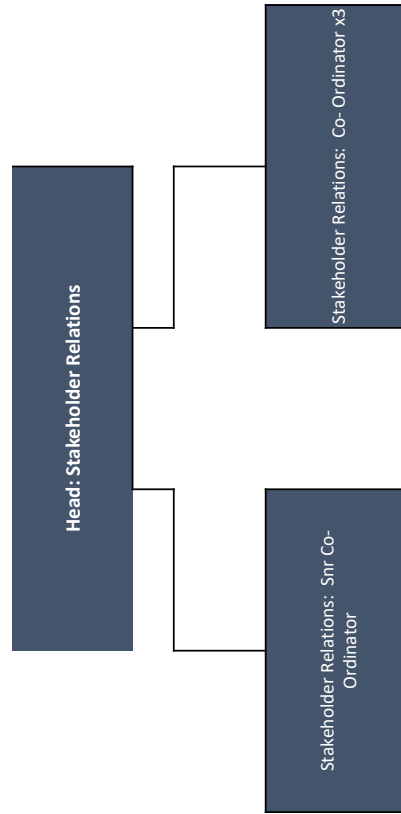 Head: Stakeholder Relations
Stakeholder Relations: Snr Co-
Ordinator
Stakeholder Relations: Co- Ordinator x3